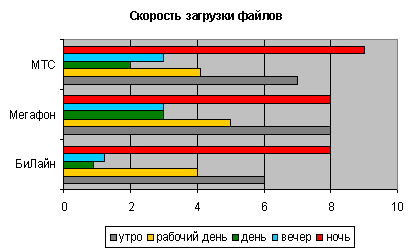 Скорость загрузки файлов
МТС
Мегафон
БиЛайн
0 2 4 6 8 10
утро рабочий день день вечер ночь